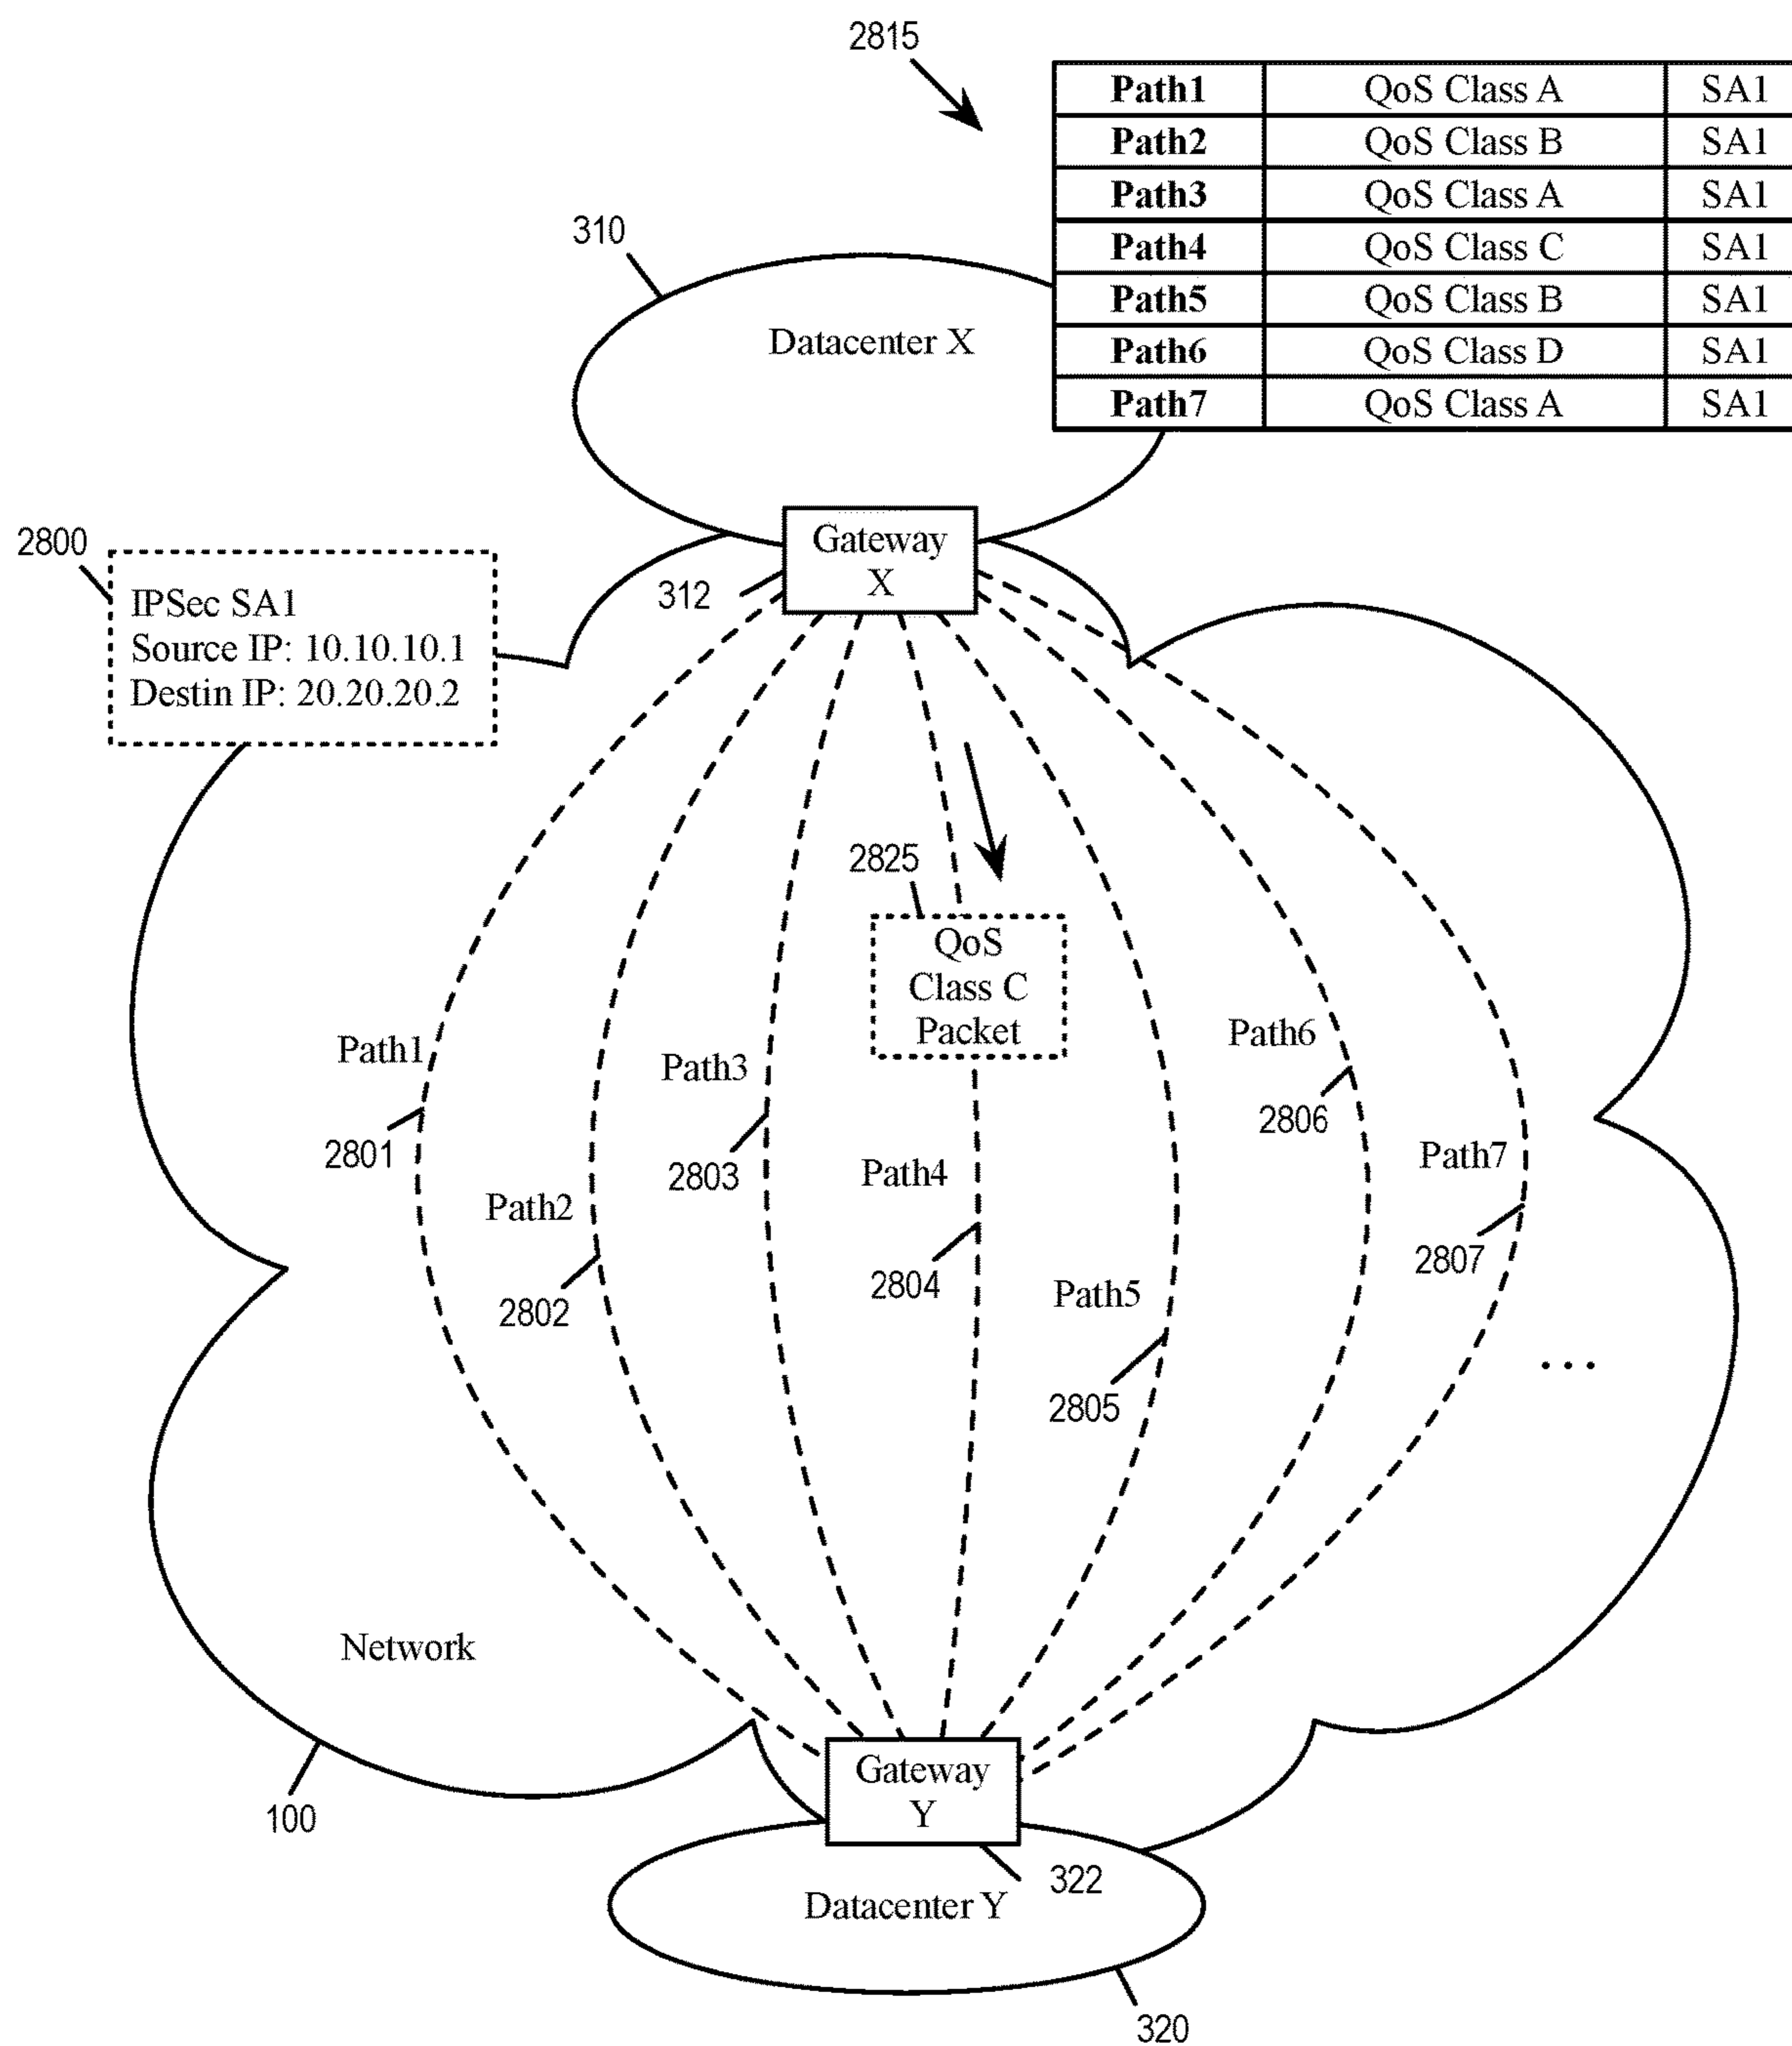 2815
Path1 QoS Class A SA1
Path2 QoS Class B SA1
Path3 QoS Class A SA1
Path4 QoS Class C SA1
Path5 QoS Class B SA1
Path6 QoS Class D SA1
Path7 QoS Class A SA1
310
Datacenter X
2800
IPSec SA1
Source IP: 10.10.10.1
Destin IP: 20.20.20.2
Gateway
X
312
2825
QoS
Class C
Packet
Path1
2801
Path2
2802
Path3
2803
Path4
2804
Path5
2805
Path6
2806
Path7
2807
...
Network
100
Gateway
Y
322
Datacenter Y
320